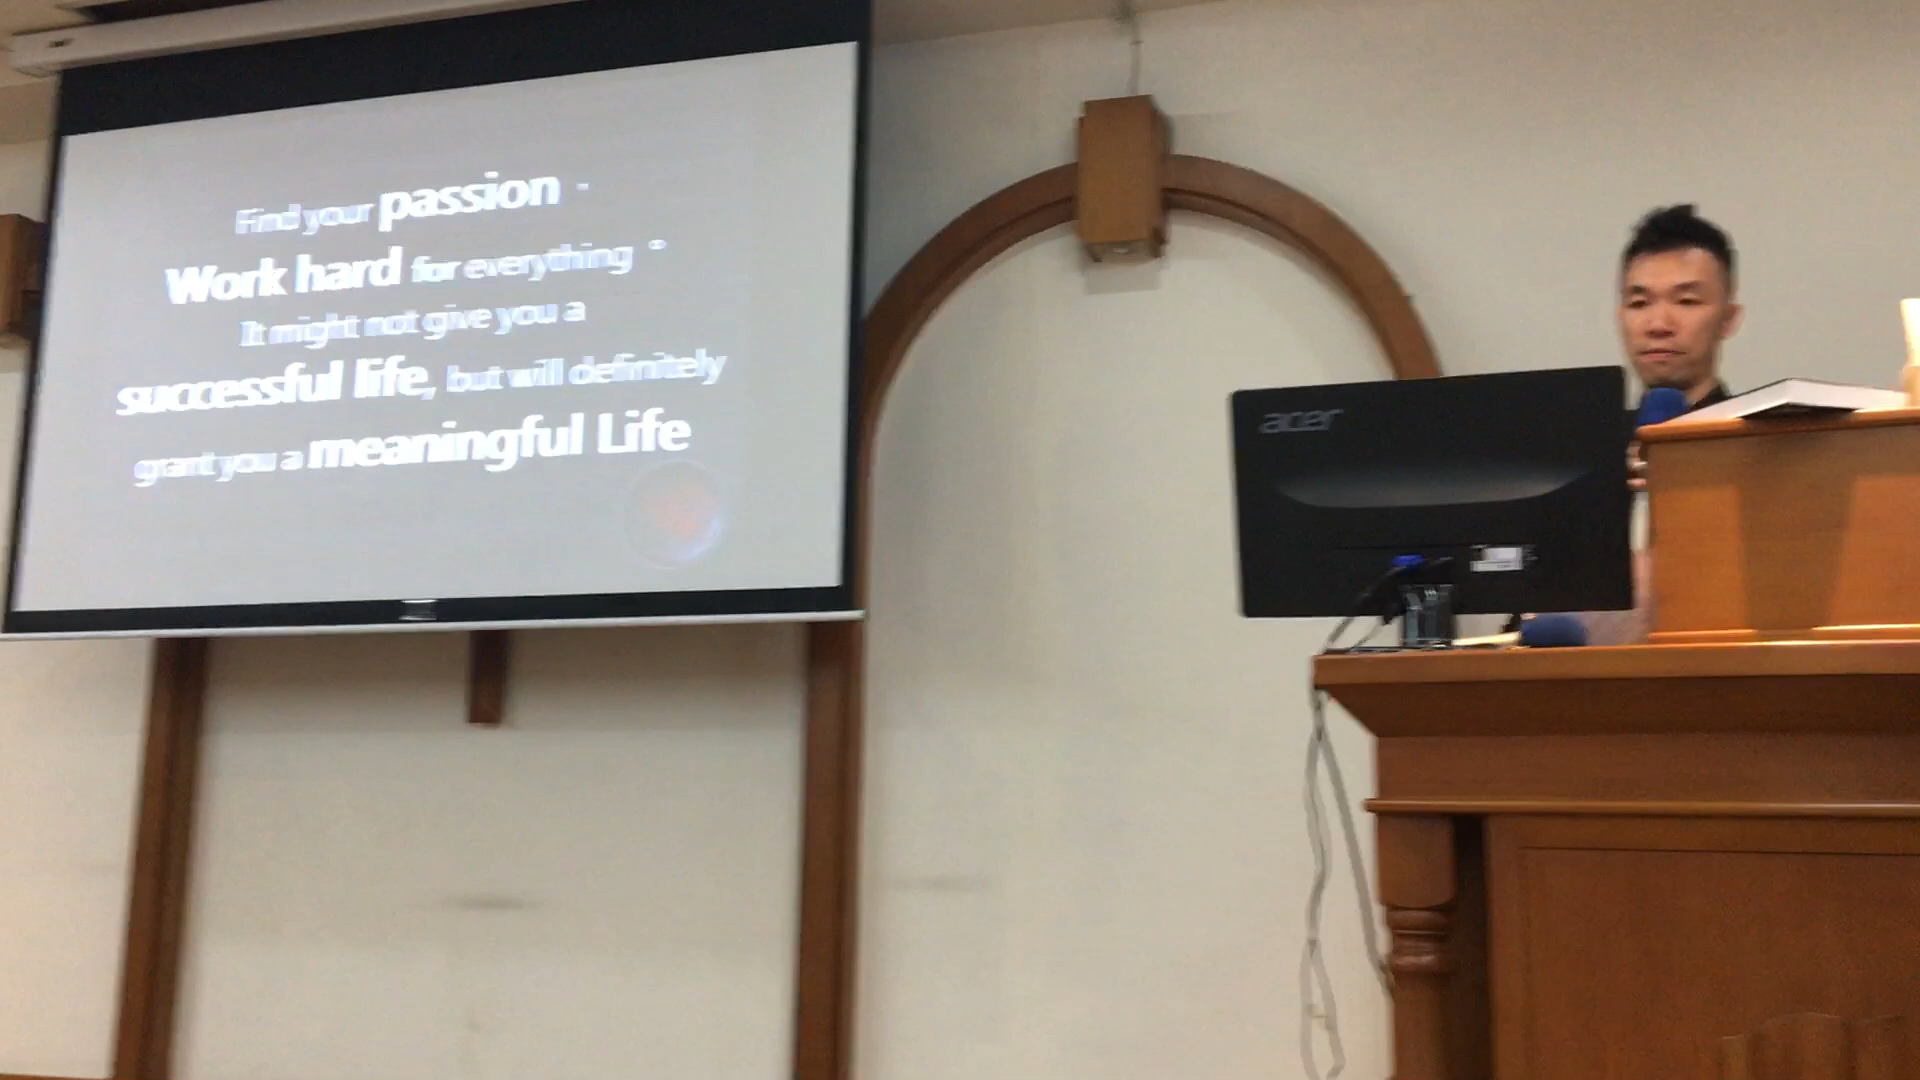 Find your passion .
Work hard for everything 。
It might not give you a
successful life, but will definitely
grant you a meaningful Life
acer